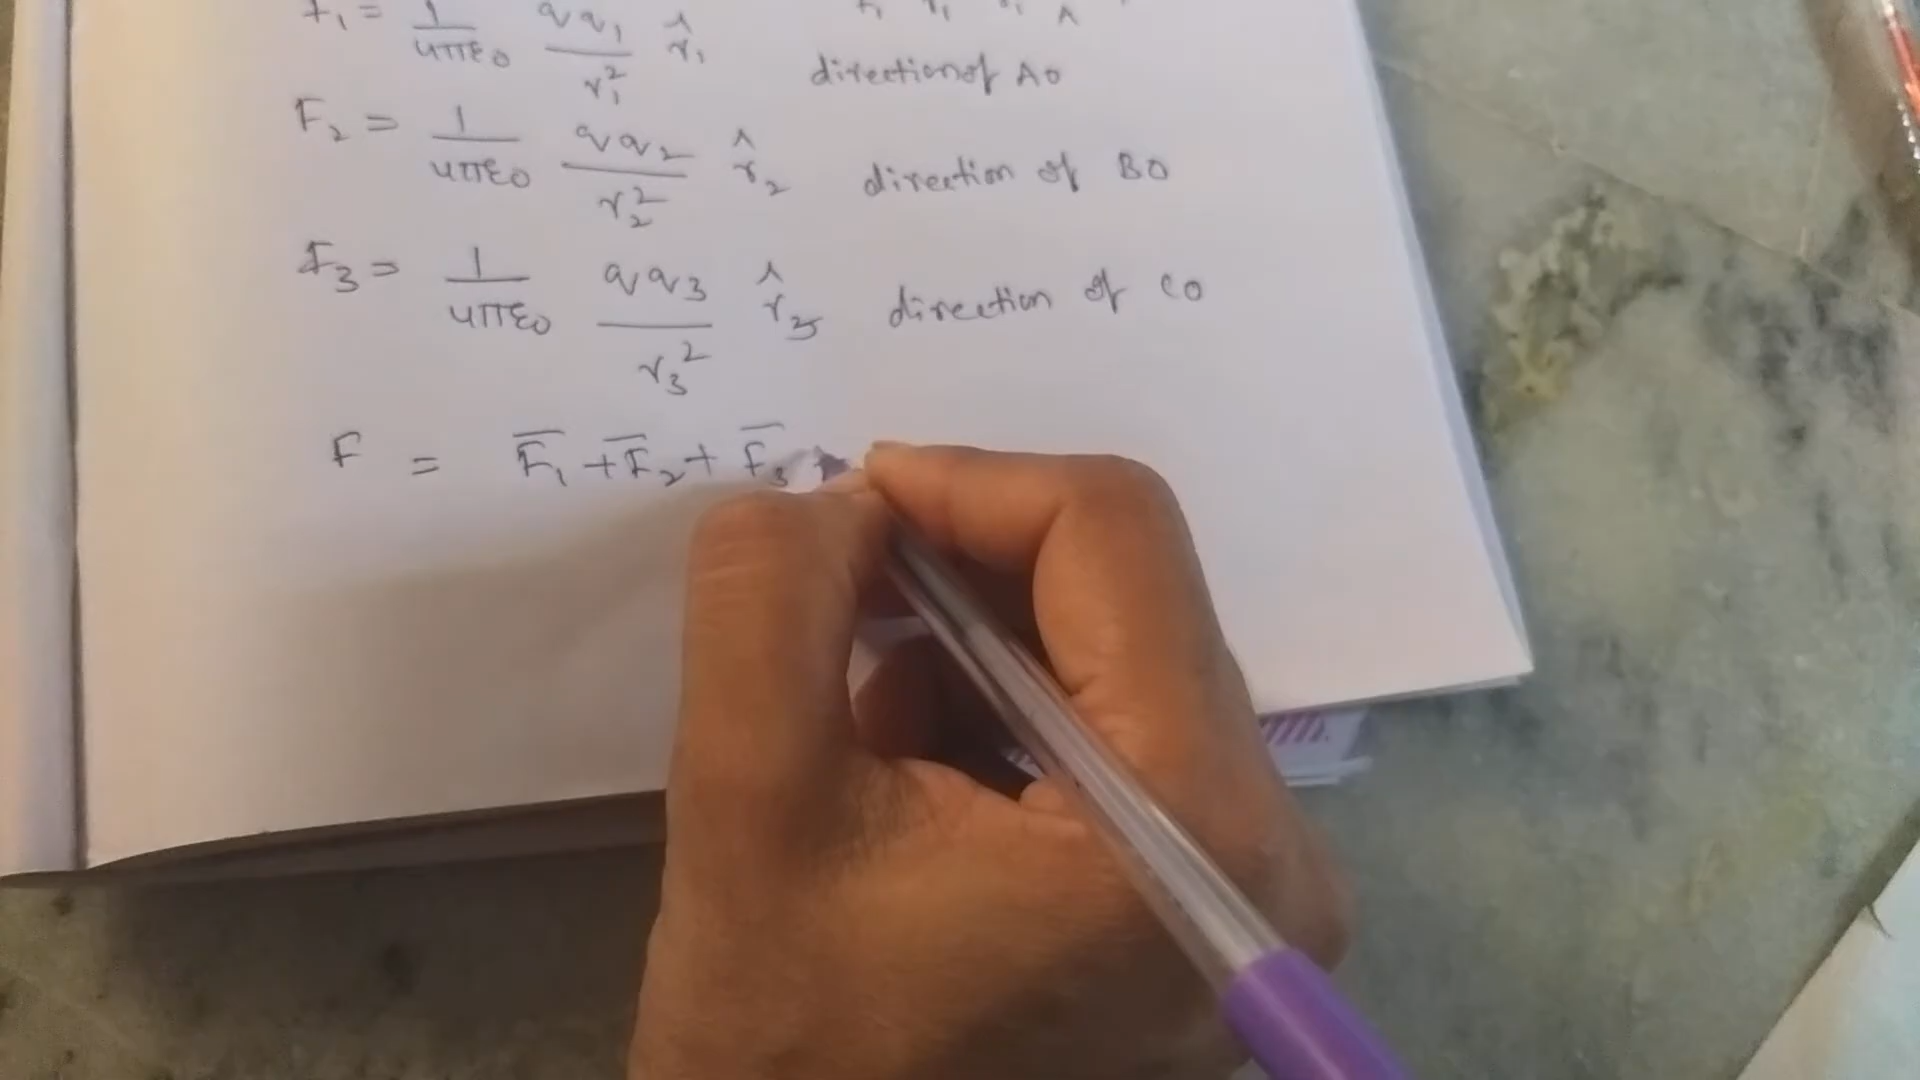 F₁ = 1/4πε0 qq₁/r₁² r̂₁
direction of AO
F₂ = 1/4πε0 qq₂/r₂² r̂₂ direction of BO
F₃ = 1/4πε0 qq₃/r₃² r̂₃ direction of CO
F = F̅₁ + F̅₂ + F̅₃